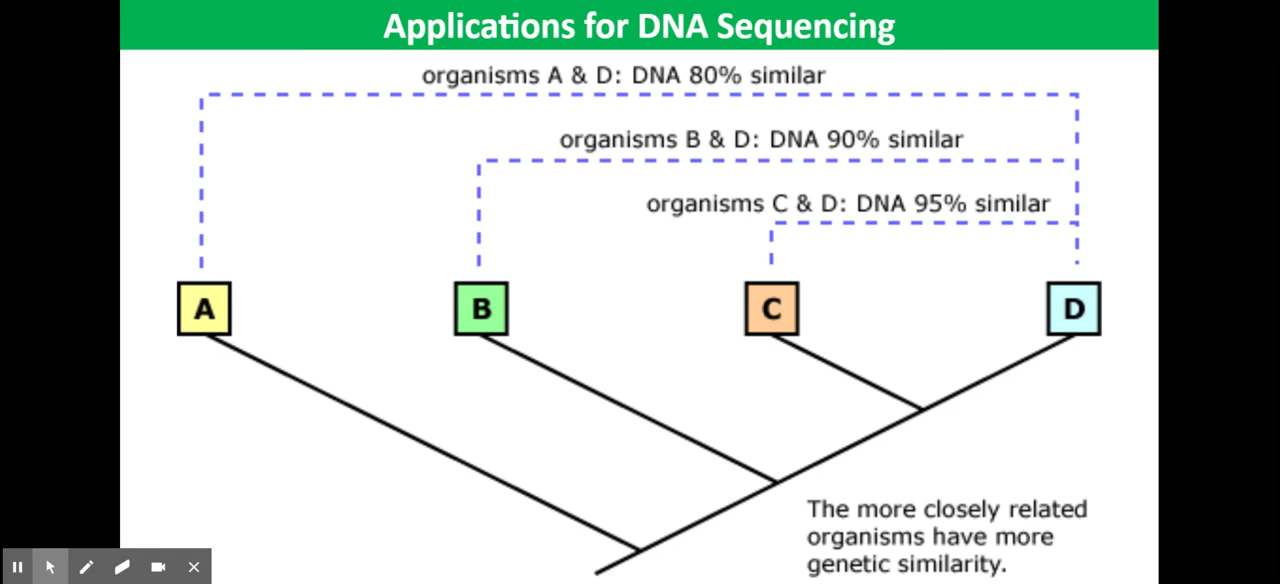 Applications for DNA Sequencing
organisms A & D: DNA 80% similar
organisms B & D: DNA 90% similar
organisms C & D: DNA 95% similar
A
B
C
D
The more closely related
organisms have more
genetic similarity.